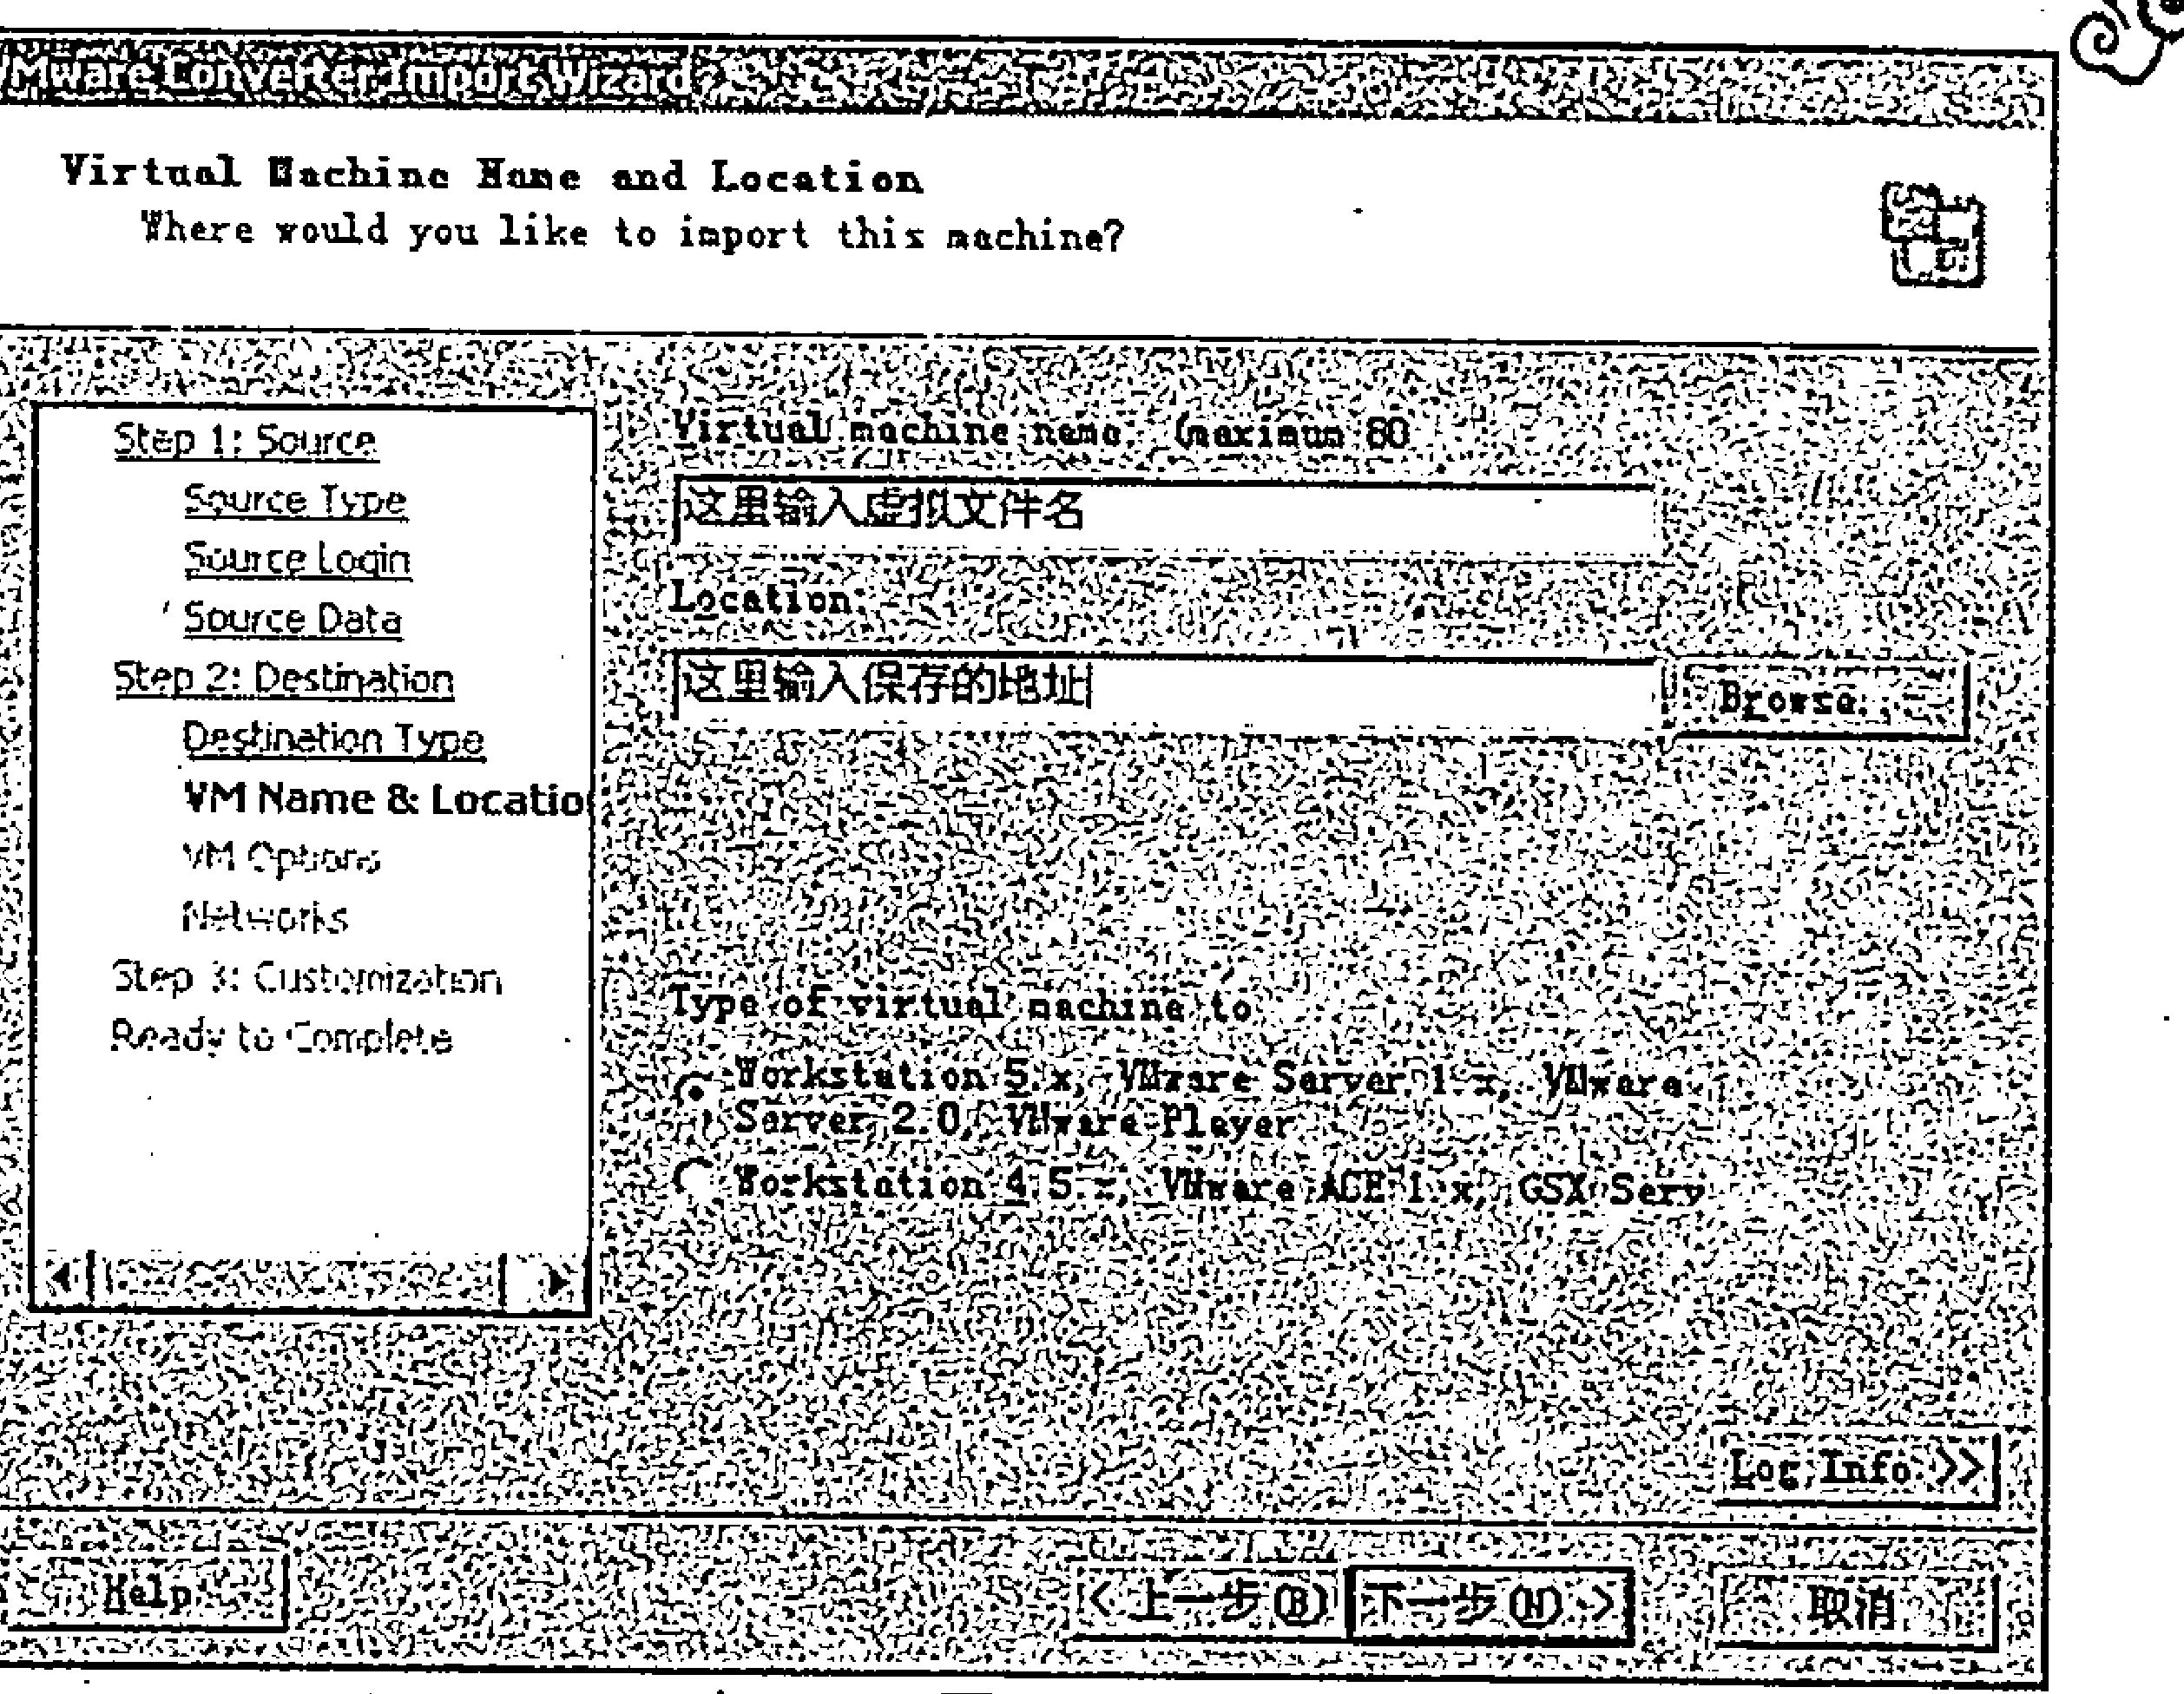 VMware Converter Import Wizard
Virtual Machine Name and Location
Where would you like to import this machine?
Step 1: Source
Source Type
Source Login
Source Data
Step 2: Destination
Destination Type
VM Name & Locatio
VM Options
Networks
Step 3: Customization
Ready to Complete
Virtual machine name: (maximum 80
这里输入虚拟文件名
Location:
这里输入保存的地址
Browse...
Type of virtual machine to
Workstation 5.x, VMware Server 1.x, VMware
Server 2.0, VMware Player
Workstation 4.5.x, VMware ACE 1.x, GSX Serv
Log Info >>
Help
< 上一步(B)
下一步(N) >
取消